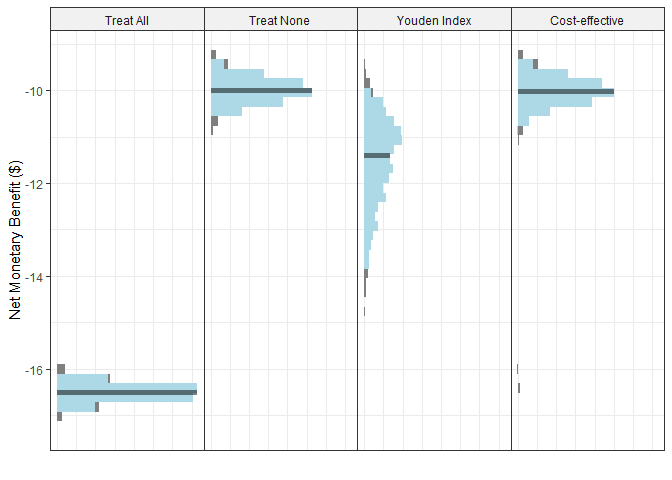 Treat All Treat None Youden Index Cost-effective
Net Monetary Benefit ($)
-10
-12
-14
-16